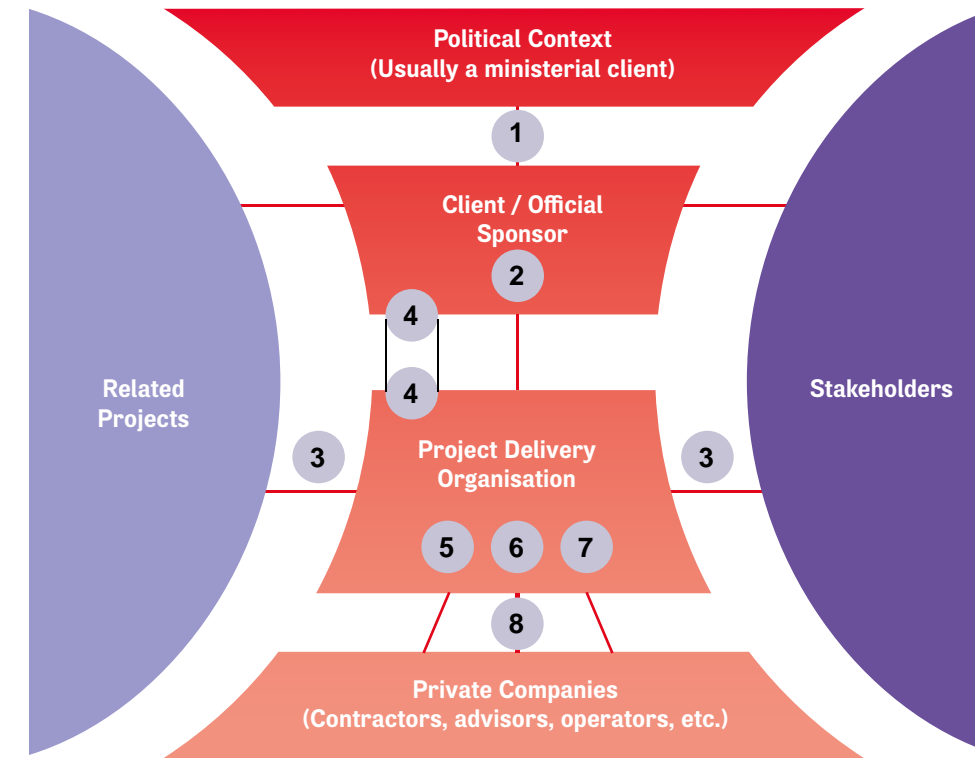 Political Context
(Usually a ministerial client)
1
Client / Official
Sponsor
2
4
4
Related
Projects
Stakeholders
3
Project Delivery
Organisation
3
5 6 7
8
Private Companies
(Contractors, advisors, operators, etc.)